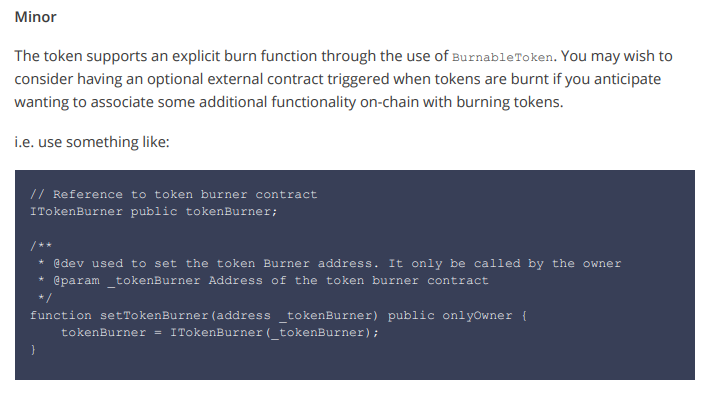 Minor
The token supports an explicit burn function through the use of BurnableToken. You may wish to
consider having an optional external contract triggered when tokens are burnt if you anticipate
wanting to associate some additional functionality on-chain with burning tokens.
i.e. use something like:
// Reference to token burner contract
ITokenBurner public tokenBurner;
/**
 * @dev used to set the token Burner address. It only be called by the owner
 * @param _tokenBurner Address of the token burner contract
 */
function setTokenBurner(address _tokenBurner) public onlyOwner {
    tokenBurner = ITokenBurner(_tokenBurner);
}